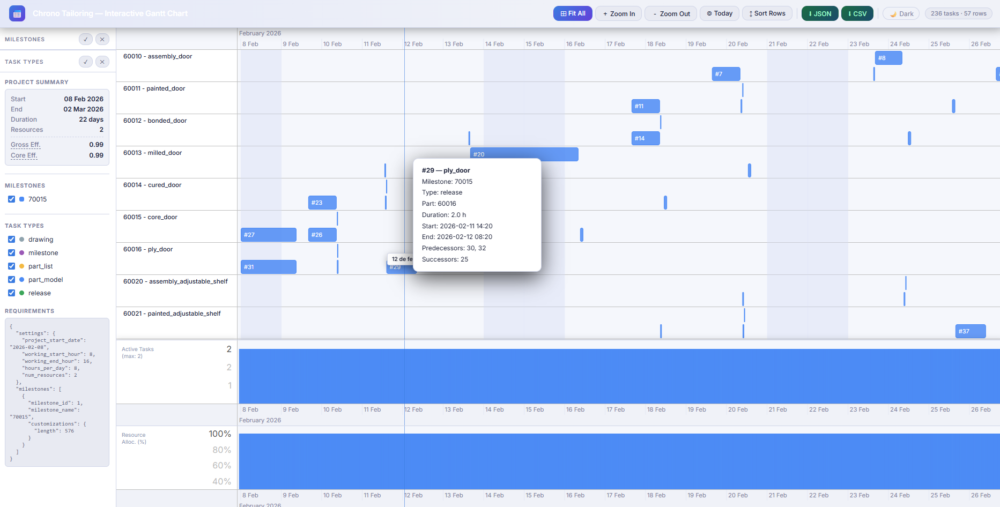 Chrono Tailoring — Interactive Gantt Chart
Fit All
+ Zoom In
- Zoom Out
Today
Sort Rows
JSON
CSV
Dark
236 tasks · 57 rows
MILESTONES
✓ ✕
TASK TYPES
✓ ✕
PROJECT SUMMARY
Start 08 Feb 2026
End 02 Mar 2026
Duration 22 days
Resources 2
Gross Eff. 0.99
Core Eff. 0.99
MILESTONES
70015
TASK TYPES
drawing
milestone
part_list
part_model
release
REQUIREMENTS
{
"settings": {
"project_start_date":
"2026-02-08",
"working_start_hour": 8,
"working_end_hour": 16,
"hours_per_day": 8,
"num_resources": 2
},
"milestones": [
{
"milestone_id": 1,
"milestone_name":
"70015",
"customizations": {
"length": 576
}
}
]
}
February 2026
8 Feb 9 Feb 10 Feb 11 Feb 12 Feb 13 Feb 14 Feb 15 Feb 16 Feb 17 Feb 18 Feb 19 Feb 20 Feb 21 Feb 22 Feb 23 Feb 24 Feb 25 Feb 26 Feb
60010 - assembly_door
#8
#7
60011 - painted_door
#11
60012 - bonded_door
#14
60013 - milled_door
#20
60014 - cured_door
#23
60015 - core_door
#27 #26
60016 - ply_door
#31 #29
12 de fe
60020 - assembly_adjustable_shelf
60021 - painted_adjustable_shelf
#37
#29 — ply_door
Milestone: 70015
Type: release
Part: 60016
Duration: 2.0 h
Start: 2026-02-11 14:20
End: 2026-02-12 08:20
Predecessors: 30, 32
Successors: 25
Active Tasks
(max: 2)
2
2
1
8 Feb 9 Feb 10 Feb 11 Feb 12 Feb 13 Feb 14 Feb 15 Feb 16 Feb 17 Feb 18 Feb 19 Feb 20 Feb 21 Feb 22 Feb 23 Feb 24 Feb 25 Feb 26 Feb
February 2026
Resource
Alloc. (%)
100%
80%
60%
40%
8 Feb 9 Feb 10 Feb 11 Feb 12 Feb 13 Feb 14 Feb 15 Feb 16 Feb 17 Feb 18 Feb 19 Feb 20 Feb 21 Feb 22 Feb 23 Feb 24 Feb 25 Feb 26 Feb
February 2026